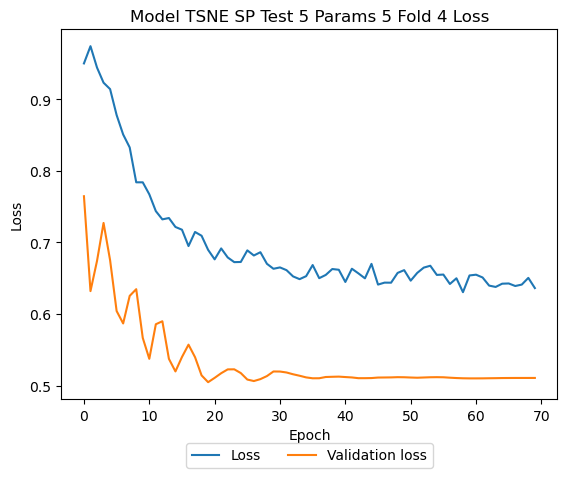 Model TSNE SP Test 5 Params 5 Fold 4 Loss
Loss
0.9
0.8
0.7
0.6
0.5
0 10 20 30 40 50 60 70
Epoch
Loss Validation loss